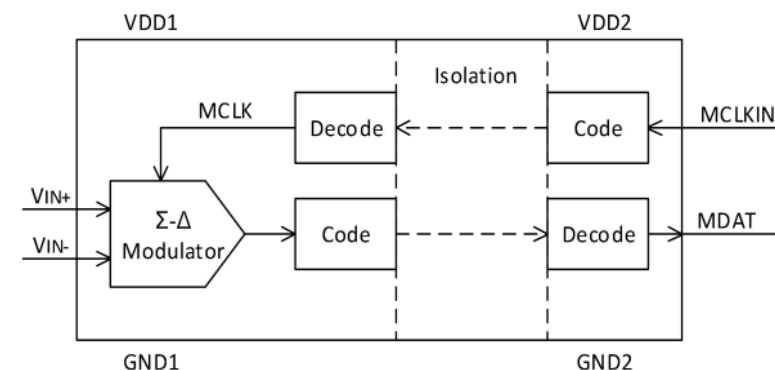 VDD1
VDD2
Isolation
MCLK
Decode
Code
MCLKIN
VIN+
Σ-Δ
Modulator
VIN-
Code
Decode
MDAT
GND1
GND2